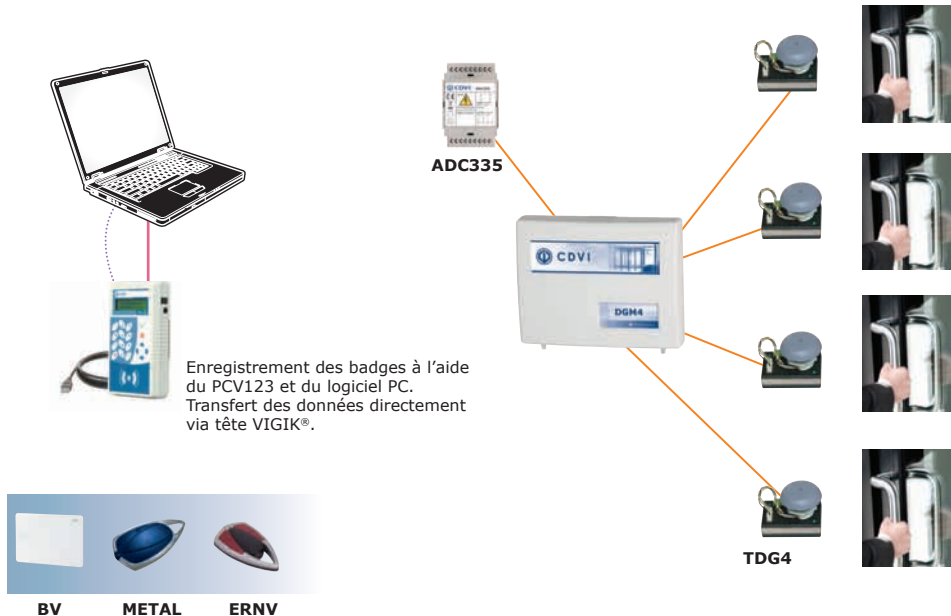 CDVI
ADC335
CDVI
DGM4
Enregistrement des badges à l’aide
du PCV123 et du logiciel PC.
Transfert des données directement
via tête VIGIK®.
TDG4
BV METAL ERNV